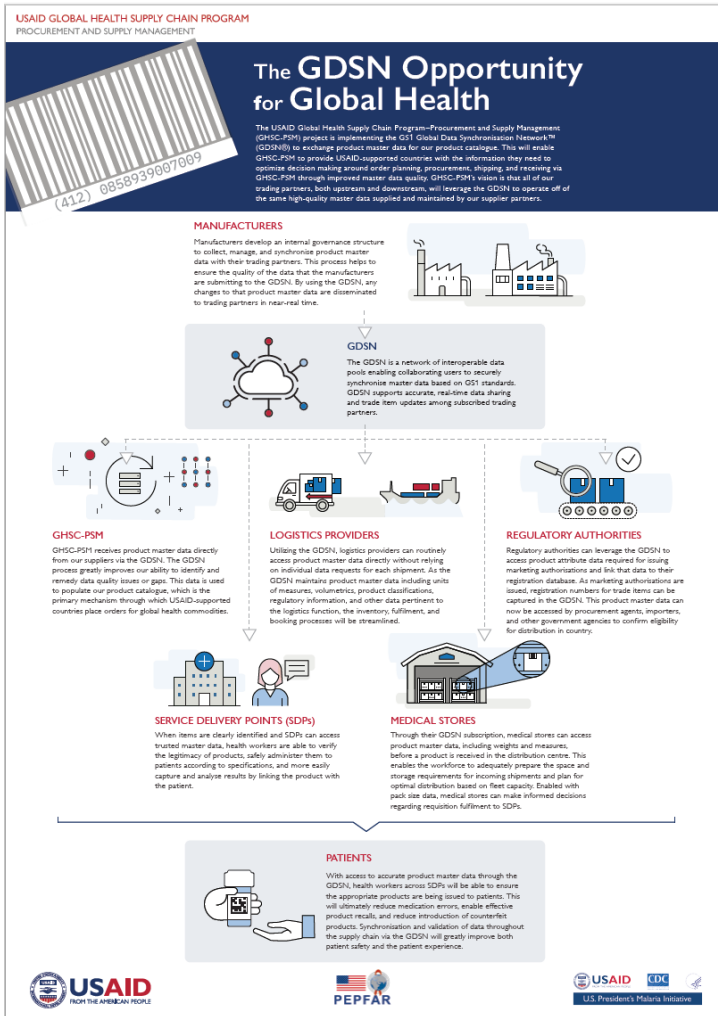 USAID GLOBAL HEALTH SUPPLY CHAIN PROGRAM
PROCUREMENT AND SUPPLY MANAGEMENT
(412) 0858939007009
The GDSN Opportunity
for Global Health
The USAID Global Health Supply Chain Program–Procurement and Supply Management
(GHSC-PSM) project is implementing the GS1 Global Data Synchronisation Network™
(GDSN®) to exchange product master data for our product catalogue. This will enable
GHSC-PSM to provide USAID-supported countries with the information they need to
optimize decision making around order planning, procurement, shipping, and receiving via
GHSC-PSM through improved master data quality. GHSC-PSM's vision is that all of our
trading partners, both upstream and downstream, will leverage the GDSN to operate off of
the same high-quality master data supplied and maintained by our supplier partners.
MANUFACTURERS
Manufacturers develop an internal governance structure
to collect, manage, and synchronise product master
data with their trading partners. This process helps to
ensure the quality of the data that the manufacturers
are submitting to the GDSN. By using the GDSN, any
changes to that product master data are disseminated
to trading partners in near-real time.
GDSN
The GDSN is a network of interoperable data
pools enabling collaborating users to securely
synchronise master data based on GS1 standards.
GDSN supports accurate, real-time data sharing
and trade item updates among subscribed trading
partners.
GHSC-PSM
GHSC-PSM receives product master data directly
from our suppliers via the GDSN. The GDSN
process greatly improves our ability to identify and
remedy data quality issues or gaps. This data is used
to populate our product catalogue, which is the
primary mechanism through which USAID-supported
countries place orders for global health commodities.
LOGISTICS PROVIDERS
Utilizing the GDSN, logistics providers can routinely
access product master data directly without relying
on individual data requests for each shipment. As the
GDSN maintains product master data including units
of measures, volumetrics, product classifications,
regulatory information, and other data pertinent to
the logistics function, the inventory, fulfilment, and
booking processes will be streamlined.
REGULATORY AUTHORITIES
Regulatory authorities can leverage the GDSN to
access product attribute data required for issuing
marketing authorisations and link that data to their
registration database. As marketing authorisations are
issued, registration numbers for trade items can be
captured in the GDSN. This product master data can
now be accessed by procurement agents, importers,
and other government agencies to confirm eligibility
for distribution in country.
SERVICE DELIVERY POINTS (SDPs)
When items are clearly identified and SDPs can access
trusted master data, health workers are able to verify
the legitimacy of products, safely administer them to
patients according to specifications, and more easily
capture and analyse results by linking the product with
the patient.
MEDICAL STORES
Through their GDSN subscription, medical stores can access
product master data, including weights and measures,
before a product is received in the distribution centre. This
enables the workforce to adequately prepare the space and
storage requirements for incoming shipments and plan for
optimal distribution based on fleet capacity. Enabled with
pack size data, medical stores can make informed decisions
regarding requisition fulfilment to SDPs.
PATIENTS
With access to accurate product master data through the
GDSN, health workers across SDPs will be able to ensure
the appropriate products are being issued to patients. This
will ultimately reduce medication errors, enable effective
product recalls, and reduce introduction of counterfeit
products. Synchronisation and validation of data throughout
the supply chain via the GDSN will greatly improve both
patient safety and the patient experience.
USAID
FROM THE AMERICAN PEOPLE
PEPFAR
USAID
CDC
U.S. President's Malaria Initiative